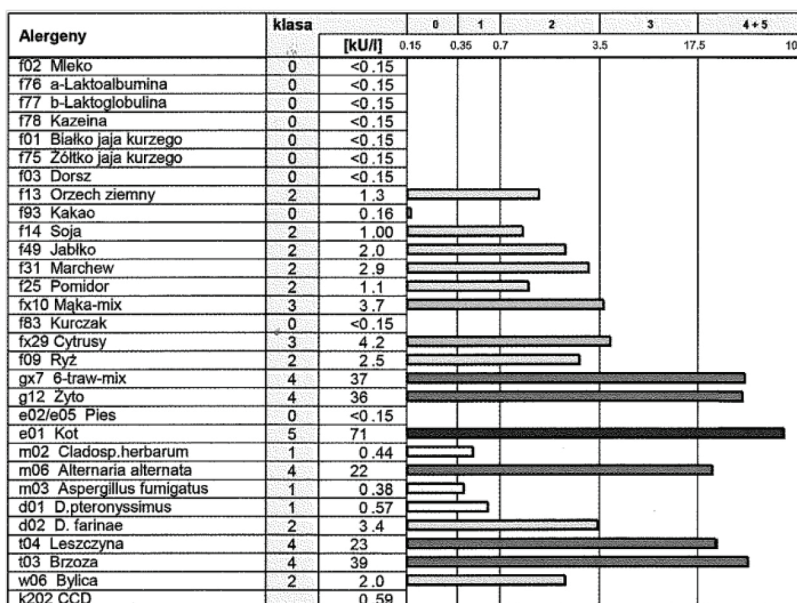 Alergeny klasa [kU/l] 0 1 2 3 4 + 5
0.15 0.35 0.7 3.5 17.5 10
f02 Mleko 0 <0.15
f76 a-Laktoalbumina 0 <0.15
f77 b-Laktoglobulina 0 <0.15
f78 Kazeina 0 <0.15
f01 Białko jaja kurzego 0 <0.15
f75 Żółtko jaja kurzego 0 <0.15
f03 Dorsz 0 <0.15
f13 Orzech ziemny 2 1.3
f93 Kakao 0 0.16
f14 Soja 2 1.00
f49 Jabłko 2 2.0
f31 Marchew 2 2.9
f25 Pomidor 2 1.1
fx10 Mąka-mix 3 3.7
f83 Kurczak 0 <0.15
fx29 Cytrusy 3 4.2
f09 Ryż 2 2.5
gx7 6-traw-mix 4 37
g12 Żyto 4 36
e02/e05 Pies 0 <0.15
e01 Kot 5 71
m02 Cladosp.herbarum 1 0.44
m06 Alternaria alternata 4 22
m03 Aspergillus fumigatus 1 0.38
d01 D.pteronyssimus 1 0.57
d02 D. farinae 2 3.4
t04 Leszczyna 4 23
t03 Brzoza 4 39
w06 Bylica 2 2.0
k202 CCD 0.59